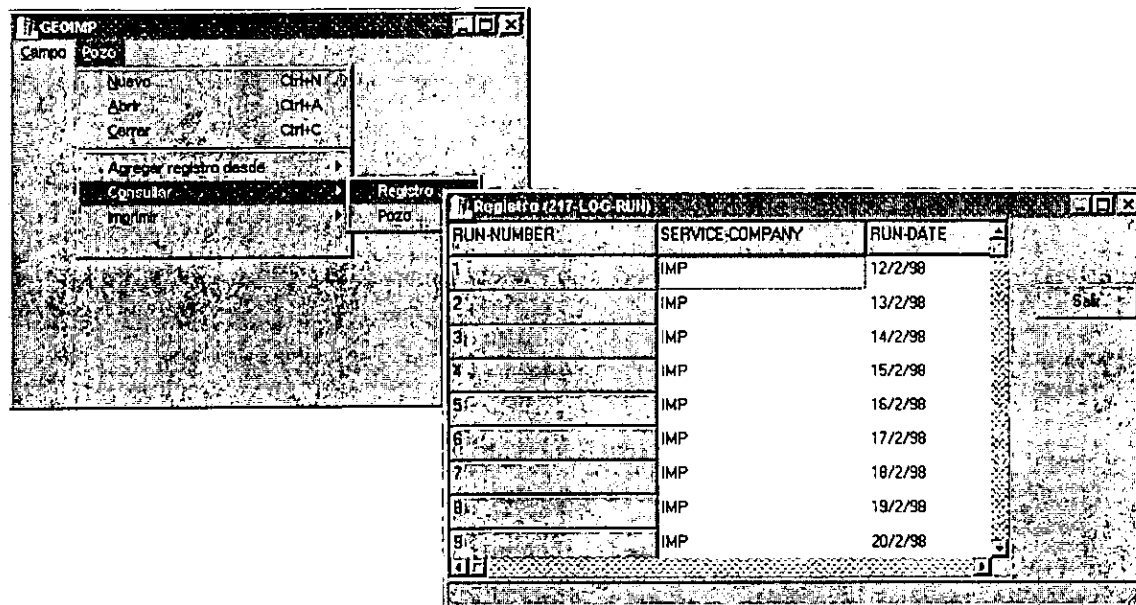 GEOIMP
Campo Pozo
Nuevo Ctrl+N
Abrir Ctrl+A
Cerrar Ctrl+C
Agregar registro desde
Consultar
Imprimir
Registro
Pozo
Registro (217-LOG-RUN)
RUN-NUMBER SERVICE-COMPANY RUN-DATE
1 IMP 12/2/98
2 IMP 13/2/98
3 IMP 14/2/98
4 IMP 15/2/98
5 IMP 16/2/98
6 IMP 17/2/98
7 IMP 18/2/98
8 IMP 19/2/98
9 IMP 20/2/98
Salir